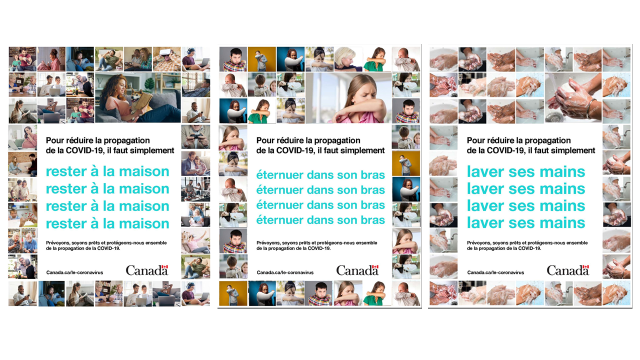 Pour réduire la propagation
de la COVID-19, il faut simplement
rester à la maison
rester à la maison
rester à la maison
rester à la maison
Prévoyons, soyons prêts et protégeons-nous ensemble
de la propagation de la COVID-19.
Canada.ca/le-coronavirus
Canada
Pour réduire la propagation
de la COVID-19, il faut simplement
éternuer dans son bras
éternuer dans son bras
éternuer dans son bras
éternuer dans son bras
Prévoyons, soyons prêts et protégeons-nous ensemble
de la propagation de la COVID-19.
Canada.ca/le-coronavirus
Canada
Pour réduire la propagation
de la COVID-19, il faut simplement
laver ses mains
laver ses mains
laver ses mains
laver ses mains
Prévoyons, soyons prêts et protégeons-nous ensemble
de la propagation de la COVID-19.
Canada.ca/le-coronavirus
Canada